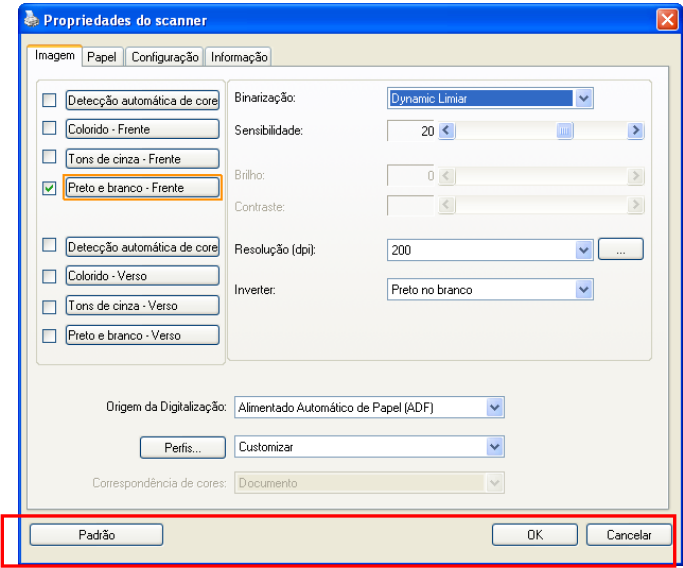 Propriedades do scanner
Imagem Papel Configuração Informação
Detecção automática de core
Colorido - Frente
Tons de cinza - Frente
Preto e branco - Frente
Detecção automática de core
Colorido - Verso
Tons de cinza - Verso
Preto e branco - Verso
Binarização: Dynamic Limiar
Sensibilidade: 20
Brilho: 0
Contraste:
Resolução (dpi): 200 ...
Inverter: Preto no branco
Origem da Digitalização: Alimentado Automático de Papel (ADF)
Perfis... Customizar
Correspondência de cores: Documento
Padrão OK Cancelar